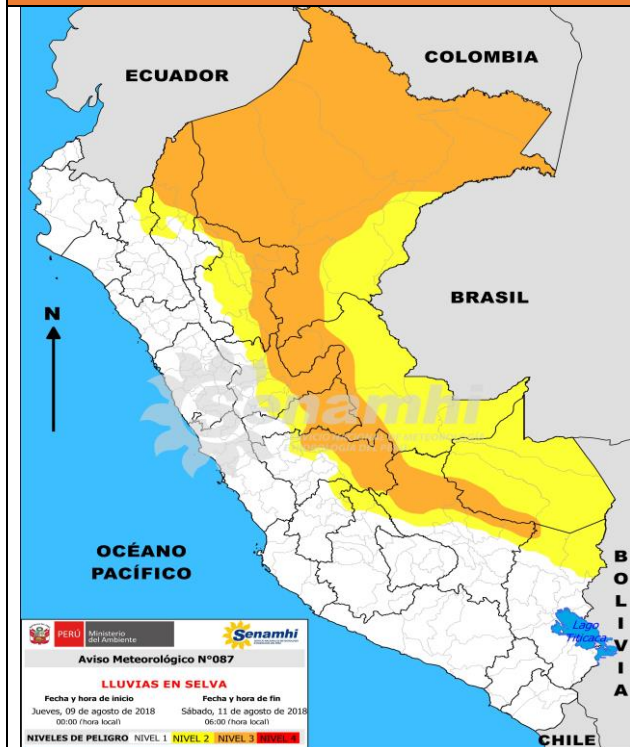 COLOMBIA
ECUADOR
BRASIL
N
Senamhi
OCÉANO
PACÍFICO
BOLIVIA
Lago
Titicaca
CHILE
PERÚ
Ministerio
del Ambiente
Senamhi
Aviso Meteorológico N°087
LLUVIAS EN SELVA
Fecha y hora de inicio
Fecha y hora de fin
Jueves, 09 de agosto de 2018
Sábado, 11 de agosto de 2018
00:00 (hora local)
06:00 (hora local)
NIVELES DE PELIGRO NIVEL 1 NIVEL 2 NIVEL 3 NIVEL 4